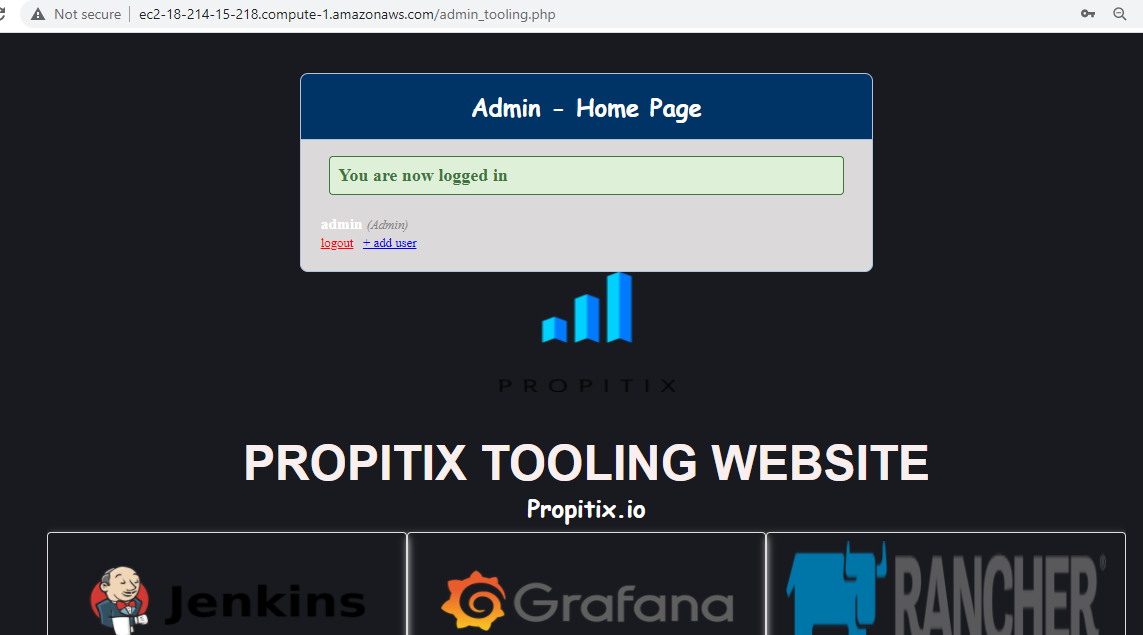 Not secure | ec2-18-214-15-218.compute-1.amazonaws.com/admin_tooling.php
Admin - Home Page
You are now logged in
admin (Admin)
logout + add user
PROPITIX
PROPITIX TOOLING WEBSITE
Propitix.io
Jenkins Grafana RANCHER®